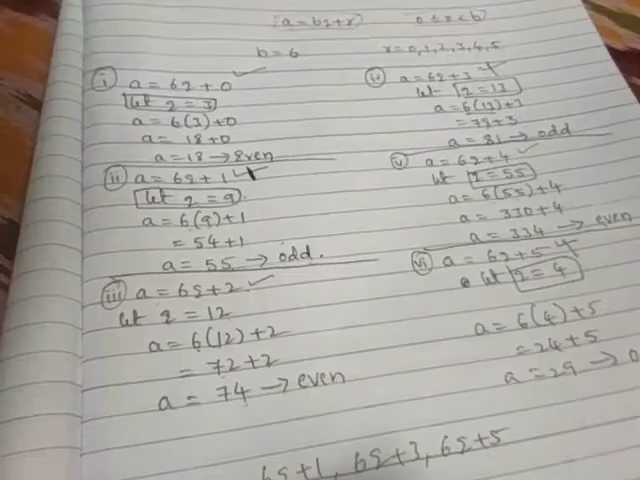 [a = bq + r) 0 ≤ r < b)
b = 6 r = 0, 1, 2, 3, 4, 5
(i) a = 6q + 0 ✓
let q = 3
a = 6(3) + 0
a = 18 + 0
a = 18 → even
(ii) a = 6q + 1
let q = 9
a = 6(9) + 1
= 54 + 1
a = 55 → odd.
(iii) a = 6q + 2 ✓
let q = 12
a = 6(12) + 2
= 72 + 2
a = 74 → even
a = 6q + 3
let q = 13
a = 6(13) + 3
= 78 + 3
a = 81 → odd
(v) a = 6q + 4 ✓
let q = 55
a = 6(55) + 4
a = 330 + 4
a = 334 → even
(vi) a = 6q + 5
let q = 4
a = 6(4) + 5
= 24 + 5
a = 29 → o
6q + 1, 6q + 3, 6q + 5